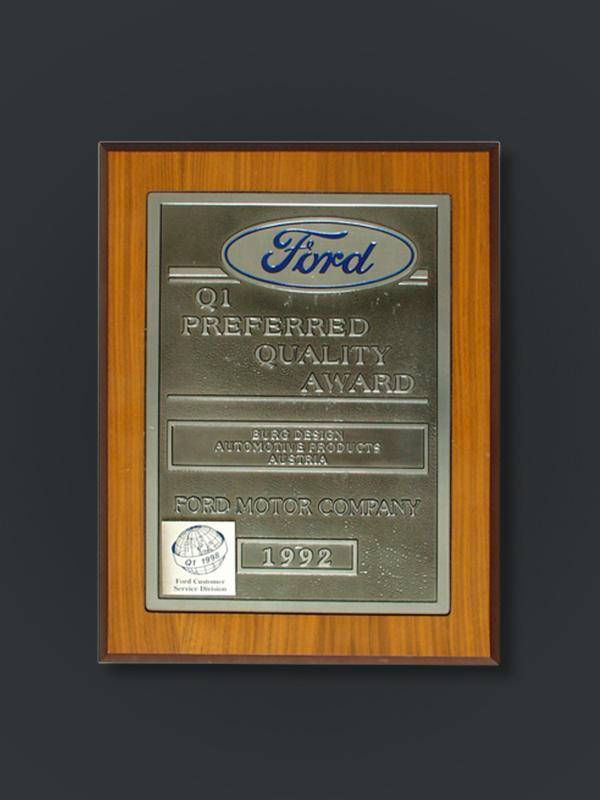 Ford
Q1
PREFERRED
QUALITY
AWARD
BURG DESIGN
AUTOMOTIVE PRODUCTS
AUSTRIA
FORD MOTOR COMPANY
Q1 1998
Ford Customer
Service Division
1992